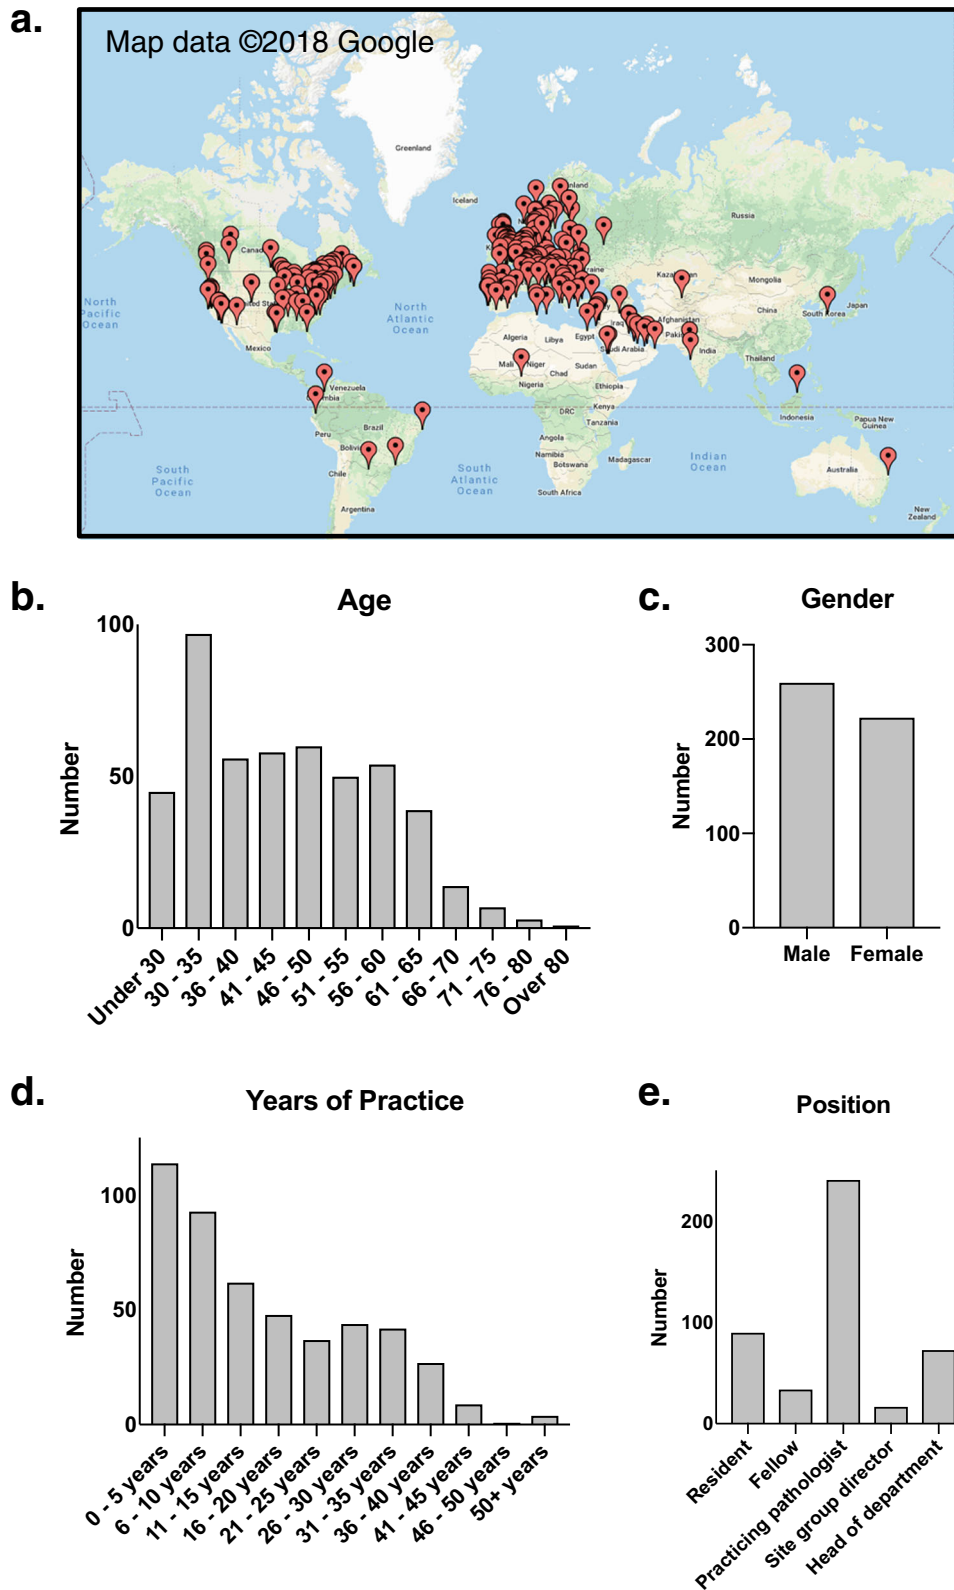 a.
Map data ©2018 Google
Greenland
Iceland
Russia
Mongolia
China
Japan
South Korea
Afghanistan
India
Thailand
Saudi Arabia
Iraq
Egypt
Libya
Algeria
Mali
Niger
Chad
Sudan
Nigeria
Ethiopia
Kenya
DRC
Tanzania
Angola
Namibia
Botswana
Madagascar
South Africa
Indonesia
Papua New
Guinea
Australia
New
Zealand
Mexico
Venezuela
Brazil
Peru
Chile
Argentina
North
Atlantic
Ocean
South
Pacific
Ocean
South
Atlantic
Ocean
Indian
Ocean
b.
Age
Number
100
50
0
Under 30
30 - 35
36 - 40
41 - 45
46 - 50
51 - 55
56 - 60
61 - 65
66 - 70
71 - 75
76 - 80
Over 80
c.
Gender
Number
300
200
100
0
Male Female
d.
Years of Practice
Number
100
50
0
0 - 5 years
6 - 10 years
11 - 15 years
16 - 20 years
21 - 25 years
26 - 30 years
31 - 35 years
36 - 40 years
41 - 45 years
46 - 50 years
50+ years
e.
Position
Number
200
100
0
Resident
Fellow
Practicing pathologist
Site group director
Head of department